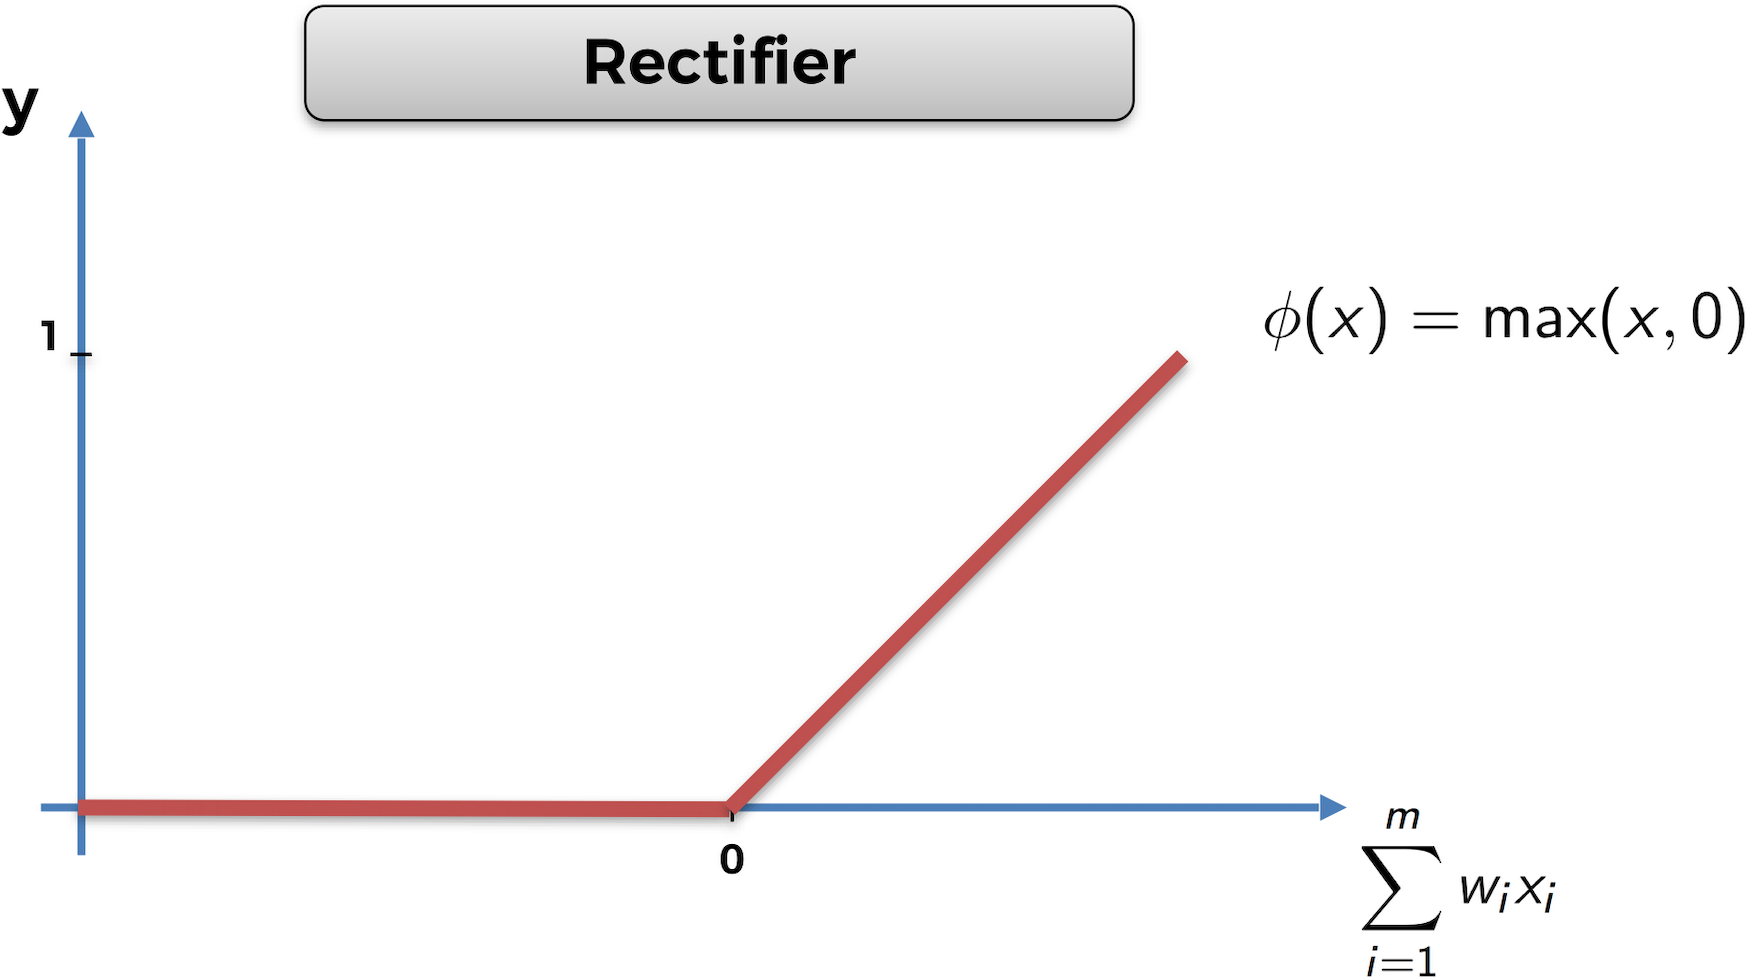 Rectifier
y
1
ϕ(x) = max(x, 0)
0
m
∑ wᵢxᵢ
i=1